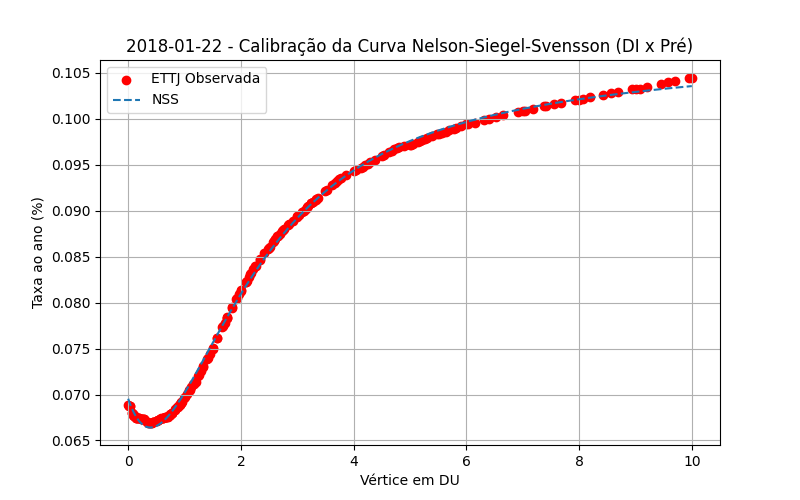 2018-01-22 - Calibração da Curva Nelson-Siegel-Svensson (DI x Pré)
ETTJ Observada
NSS
Taxa ao ano (%)
0.105
0.100
0.095
0.090
0.085
0.080
0.075
0.070
0.065
0 2 4 6 8 10
Vértice em DU